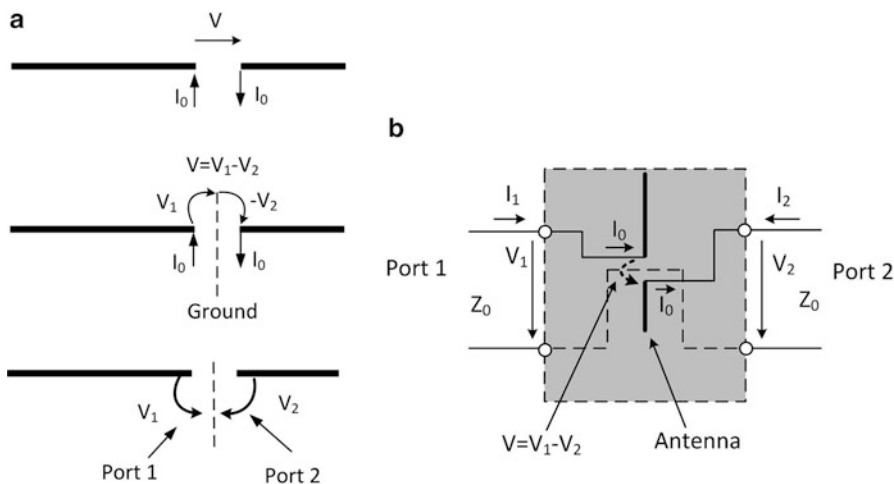 a
V
I₀
I₀
V=V₁-V₂
V₁
-V₂
I₀
I₀
Ground
V₁
V₂
Port 1
Port 2
b
I₁
I₂
I₀
V₁
V₂
Port 1
Port 2
I₀
Z₀
Z₀
V=V₁-V₂
Antenna